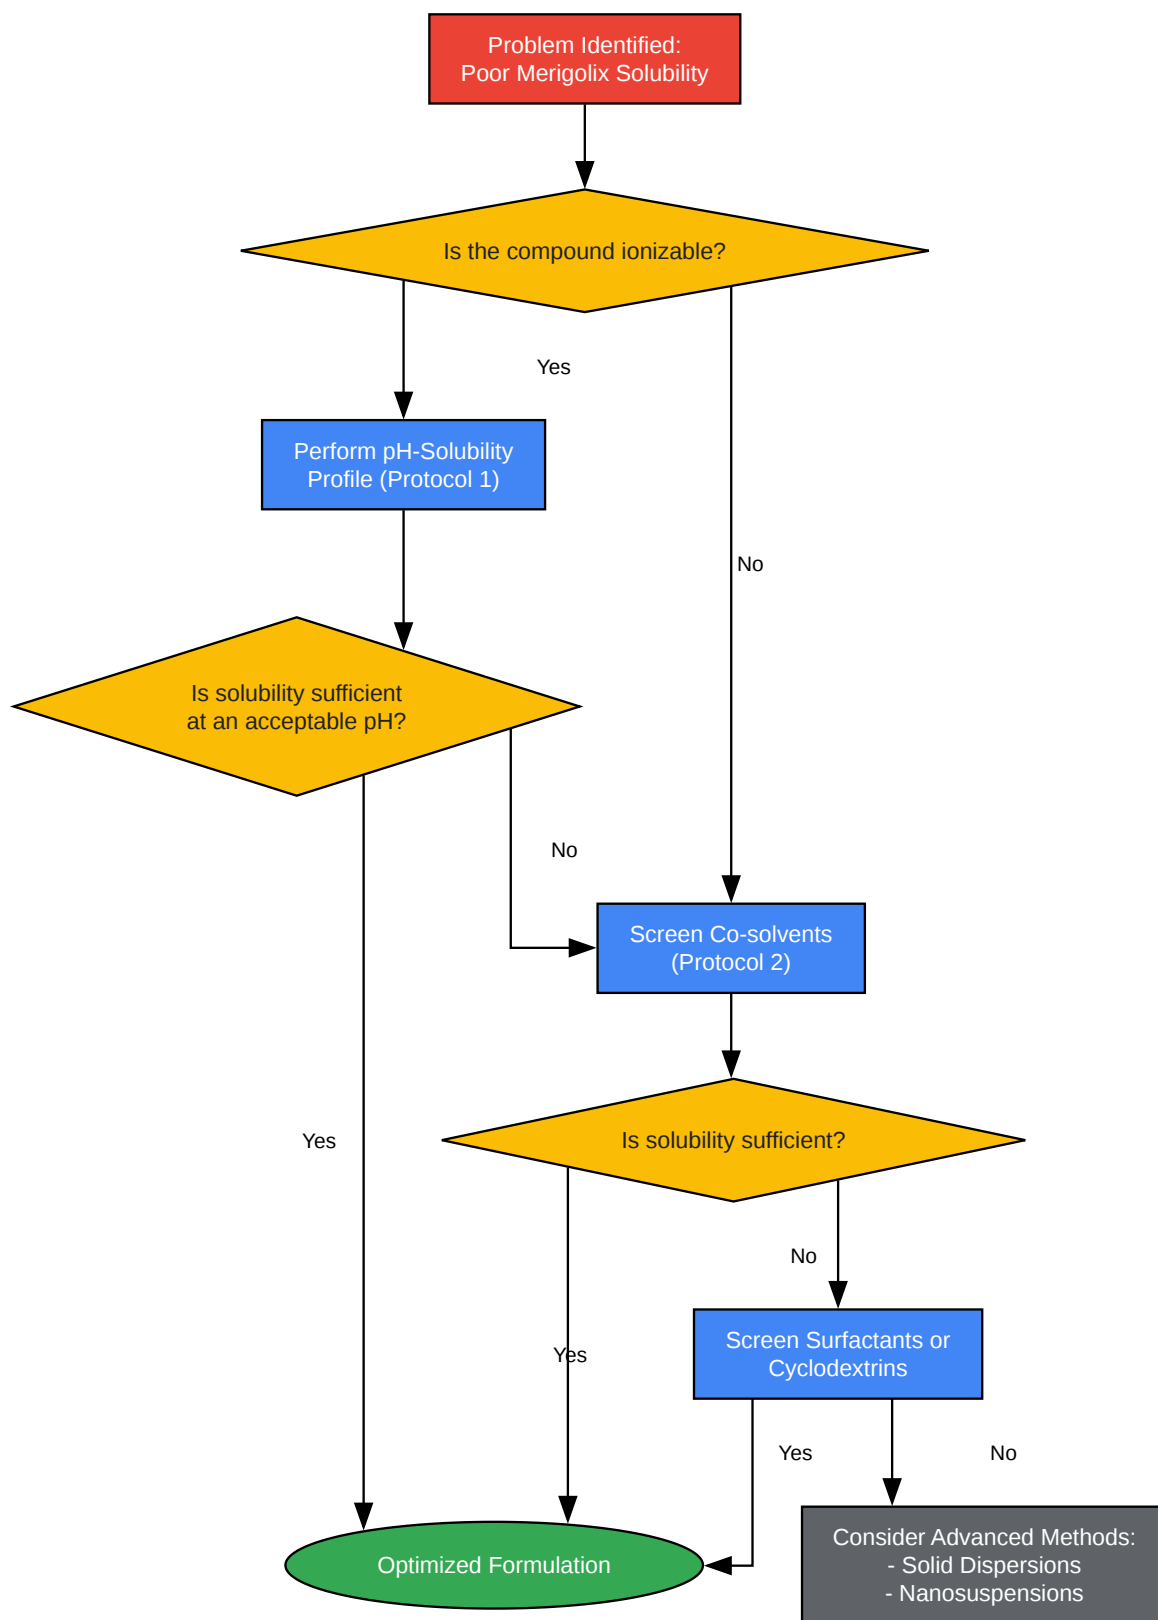 Problem Identified:
Poor Merigolix Solubility
Is the compound ionizable?
Yes
Perform pH-Solubility
Profile (Protocol 1)
No
Is solubility sufficient
at an acceptable pH?
No
Screen Co-solvents
(Protocol 2)
Yes
Is solubility sufficient?
No
Screen Surfactants or
Cyclodextrins
Yes
Yes
No
Optimized Formulation
Consider Advanced Methods:
- Solid Dispersions
- Nanosuspensions